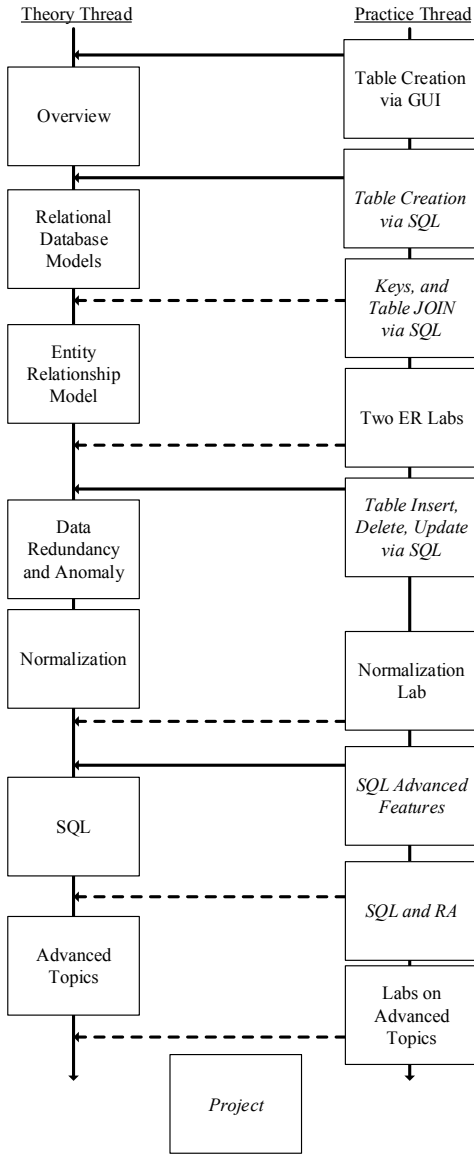 Theory Thread
Practice Thread
Table Creation
via GUI
Overview
Table Creation
via SQL
Relational
Database
Models
Keys, and
Table JOIN
via SQL
Entity
Relationship
Model
Two ER Labs
Table Insert,
Delete, Update
via SQL
Data
Redundancy
and Anomaly
Normalization
Normalization
Lab
SQL Advanced
Features
SQL
SQL and RA
Advanced
Topics
Labs on
Advanced
Topics
Project